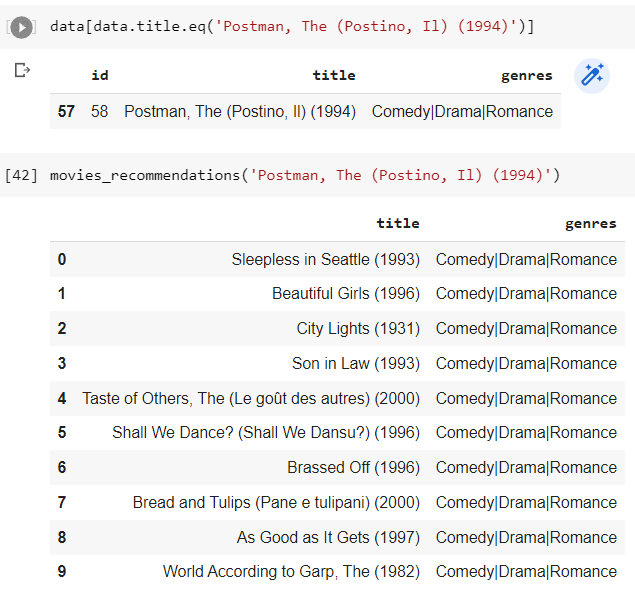 data[data.title.eq('Postman, The (Postino, Il) (1994)')]
id title genres
57 58 Postman, The (Postino, Il) (1994) Comedy|Drama|Romance
[42] movies_recommendations('Postman, The (Postino, Il) (1994)')
title genres
0 Sleepless in Seattle (1993) Comedy|Drama|Romance
1 Beautiful Girls (1996) Comedy|Drama|Romance
2 City Lights (1931) Comedy|Drama|Romance
3 Son in Law (1993) Comedy|Drama|Romance
4 Taste of Others, The (Le goût des autres) (2000) Comedy|Drama|Romance
5 Shall We Dance? (Shall We Dansu?) (1996) Comedy|Drama|Romance
6 Brassed Off (1996) Comedy|Drama|Romance
7 Bread and Tulips (Pane e tulipani) (2000) Comedy|Drama|Romance
8 As Good as It Gets (1997) Comedy|Drama|Romance
9 World According to Garp, The (1982) Comedy|Drama|Romance